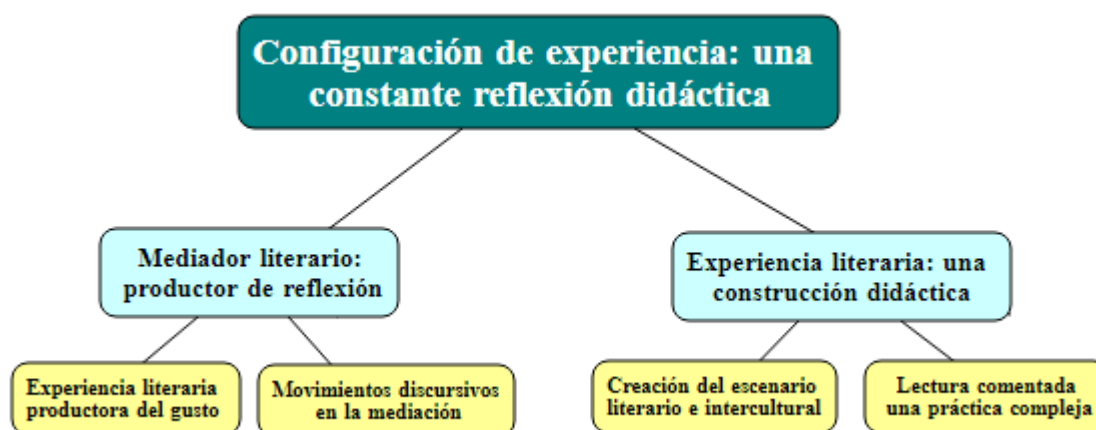 Configuración de experiencia: una
constante reflexión didáctica
Mediador literario:
productor de reflexión
Experiencia literaria: una
construcción didáctica
Experiencia literaria
productora del gusto
Movimientos discursivos
en la mediación
Creación del escenario
literario e intercultural
Lectura comentada
una práctica compleja